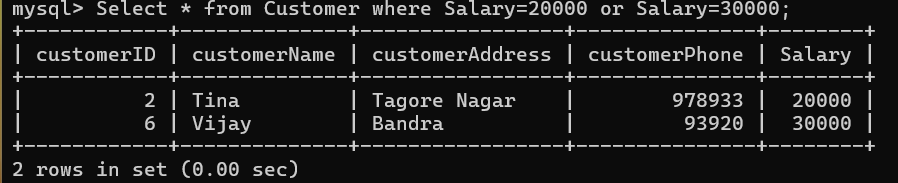 mysql> Select * from Customer where Salary=20000 or Salary=30000;
+------------+--------------+-----------------+---------------+--------+
| customerID | customerName | customerAddress | customerPhone | Salary |
+------------+--------------+-----------------+---------------+--------+
|          2 | Tina         | Tagore Nagar    |        978933 |  20000 |
|          6 | Vijay        | Bandra          |         93920 |  30000 |
+------------+--------------+-----------------+---------------+--------+
2 rows in set (0.00 sec)